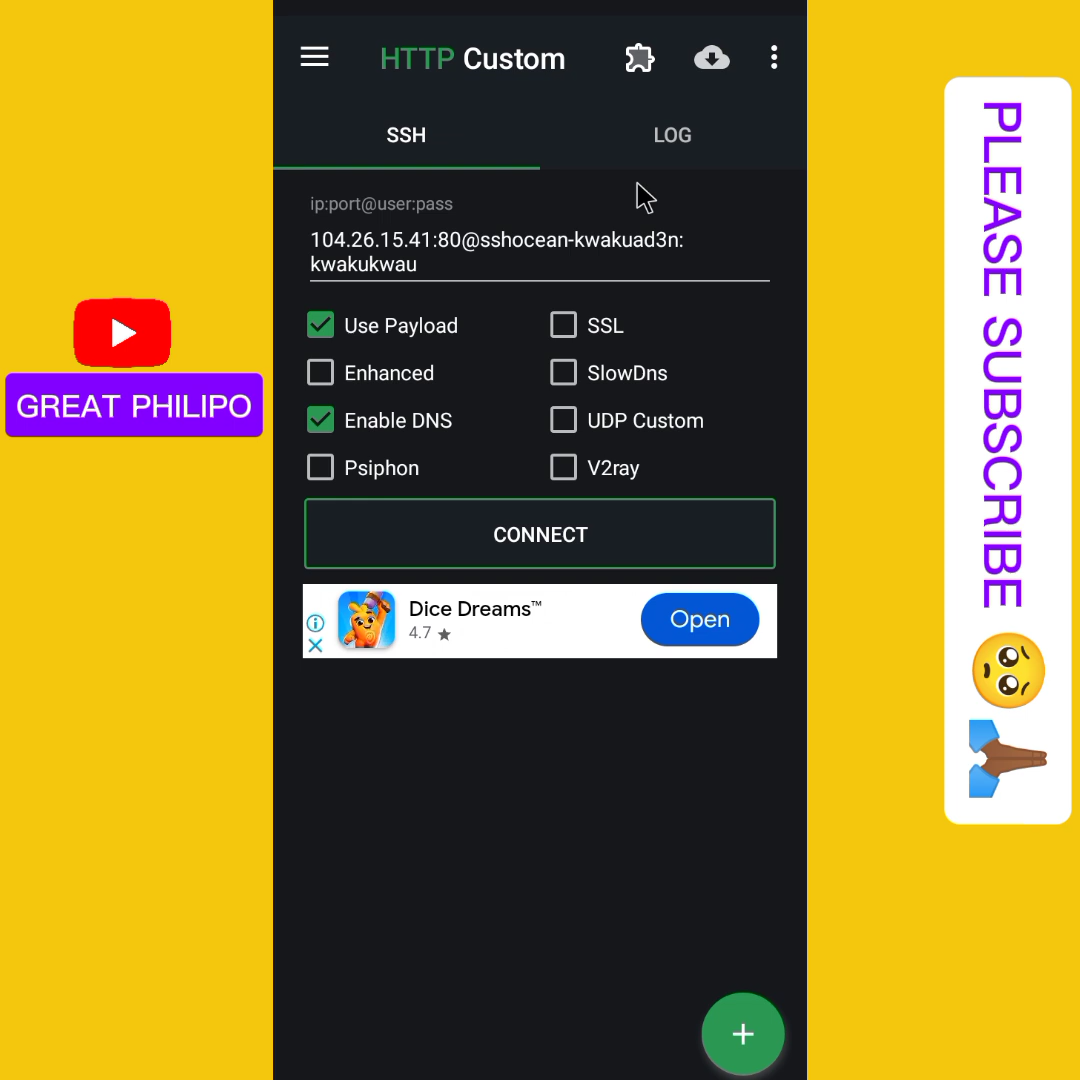 HTTP Custom
SSH
LOG
ip:port@user:pass
104.26.15.41:80@sshocean-kwakuad3n:
kwakukwau
Use Payload
SSL
Enhanced
SlowDns
Enable DNS
UDP Custom
Psiphon
V2ray
CONNECT
Dice Dreams™
4.7 ★
Open
GREAT PHILIPO
PLEASE SUBSCRIBE 🥺🙏🏾